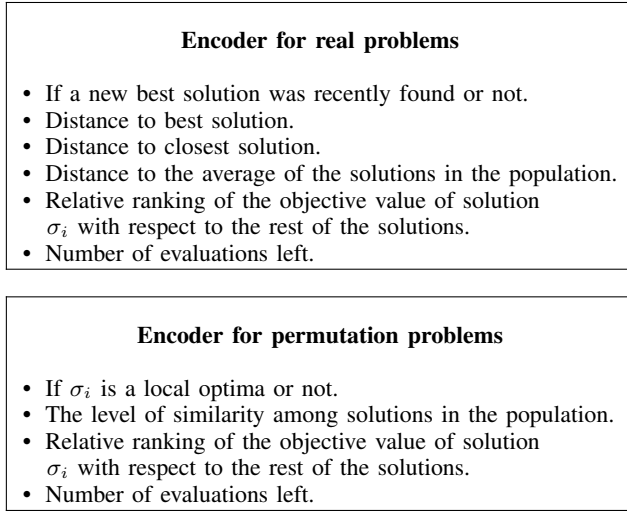 Encoder for real problems
• If a new best solution was recently found or not.
• Distance to best solution.
• Distance to closest solution.
• Distance to the average of the solutions in the population.
• Relative ranking of the objective value of solution
σᵢ with respect to the rest of the solutions.
• Number of evaluations left.
Encoder for permutation problems
• If σᵢ is a local optima or not.
• The level of similarity among solutions in the population.
• Relative ranking of the objective value of solution
σᵢ with respect to the rest of the solutions.
• Number of evaluations left.